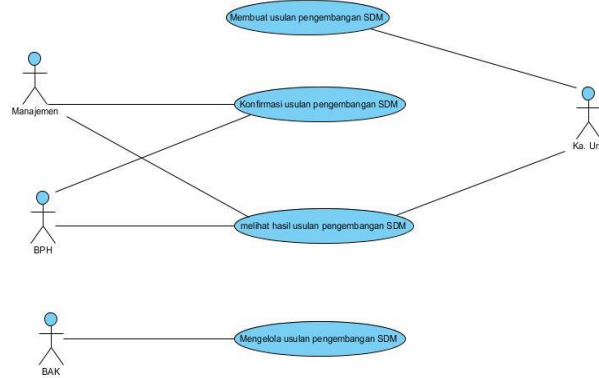 Membuat usulan pengembangan SDM
Konfirmasi usulan pengembangan SDM
Manajemen
Ka.
melihat hasil usulan pengembangan SDM
BPH
Mengelola usulan pengembangan SDM
BAK